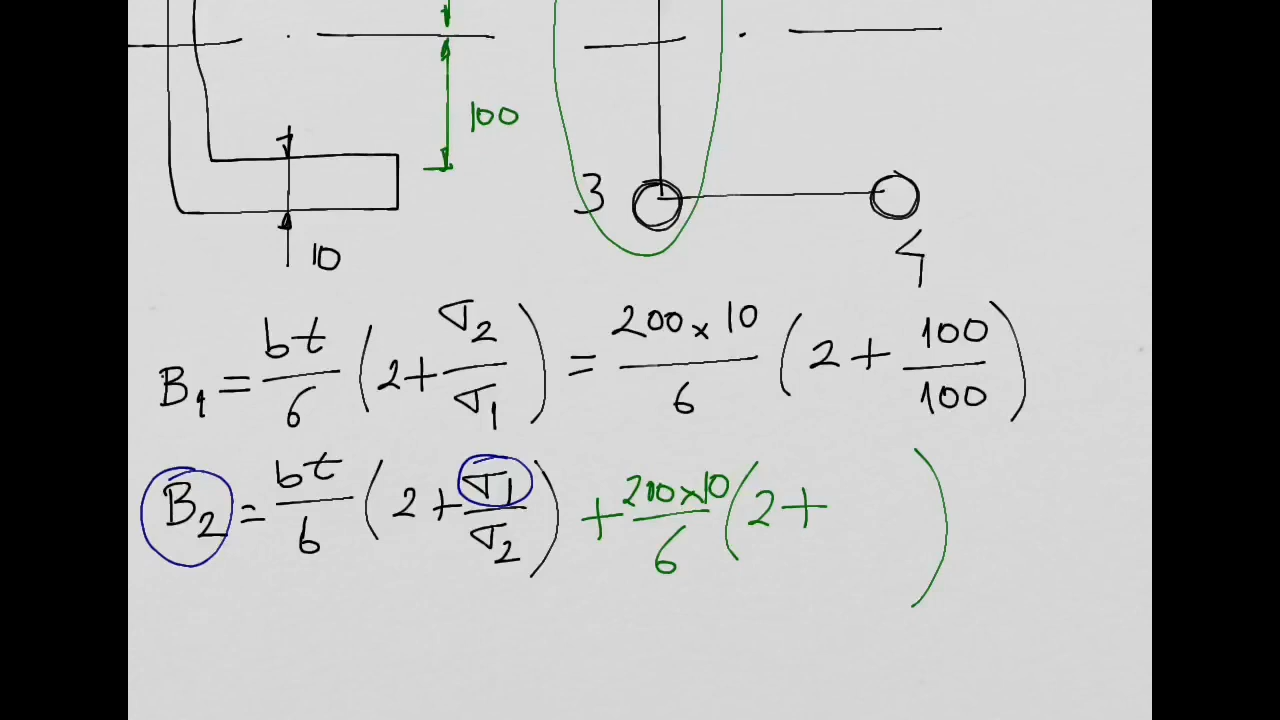 100
3
10
4
B₁ = bt/6 (2 + σ₂/σ₁) = 200 × 10/6 (2 + 100/100)
B₂ = bt/6 (2 + σ₁/σ₂) + 200 × 10/6 (2 + )